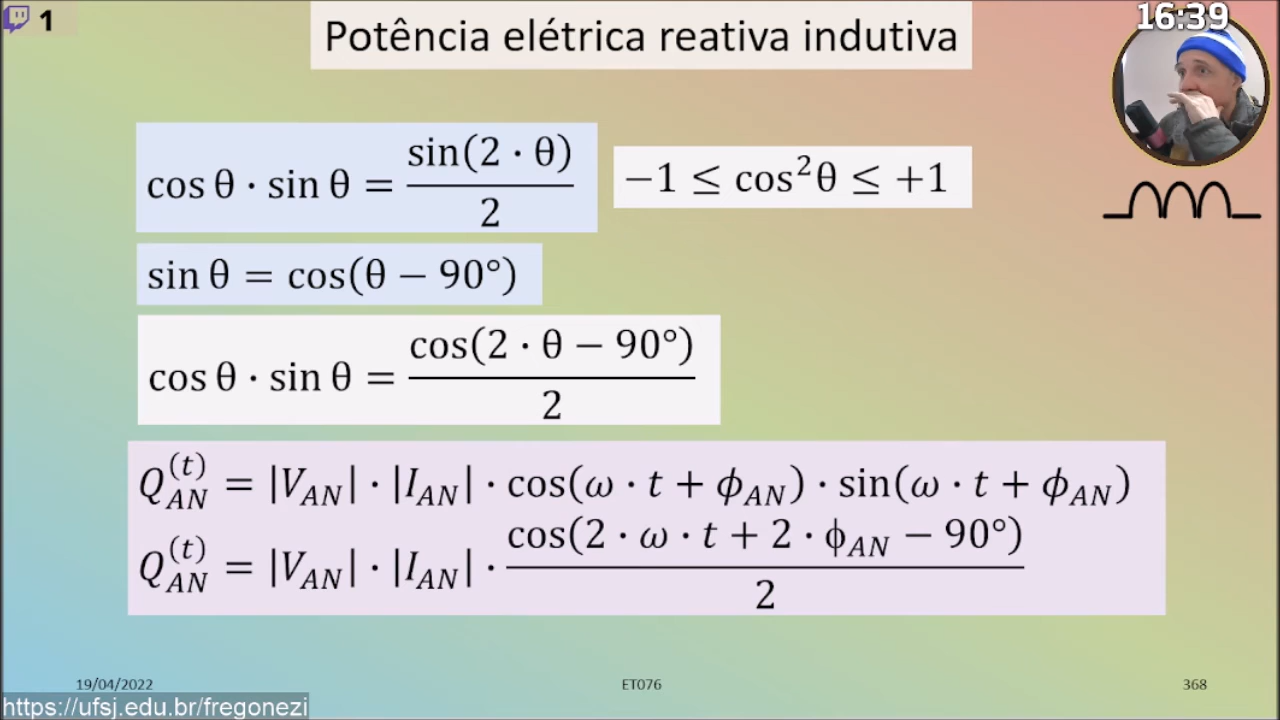 1
16:39
Potência elétrica reativa indutiva
cos θ · sin θ = sin(2 · θ) / 2
−1 ≤ cos²θ ≤ +1
sin θ = cos(θ − 90°)
cos θ · sin θ = cos(2 · θ − 90°) / 2
Q_AN^(t) = |V_AN| · |I_AN| · cos(ω · t + ϕ_AN) · sin(ω · t + ϕ_AN)
Q_AN^(t) = |V_AN| · |I_AN| · cos(2 · ω · t + 2 · ϕ_AN − 90°) / 2
19/04/2022
ET076
368
https://ufsj.edu.br/fregonezi